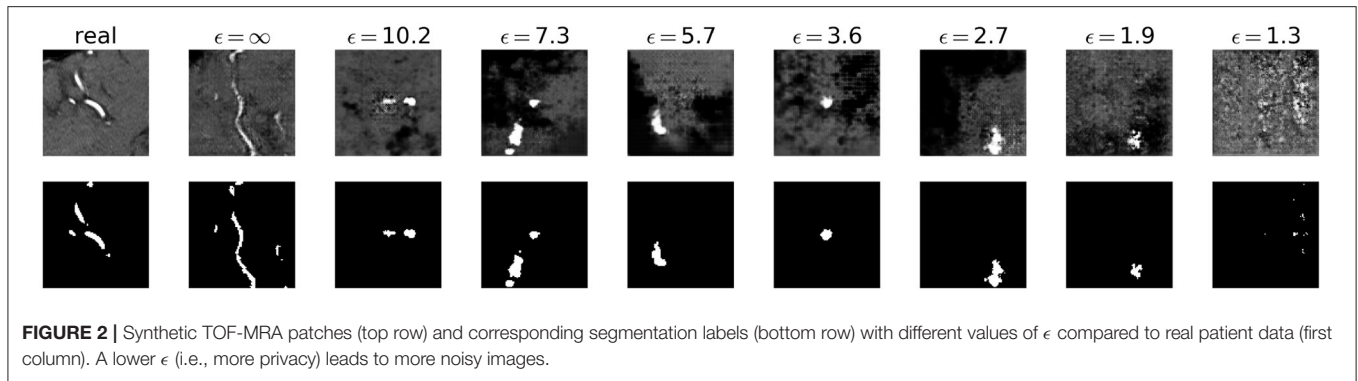 real ϵ = ∞ ϵ = 10.2 ϵ = 7.3 ϵ = 5.7 ϵ = 3.6 ϵ = 2.7 ϵ = 1.9 ϵ = 1.3
FIGURE 2 | Synthetic TOF-MRA patches (top row) and corresponding segmentation labels (bottom row) with different values of ϵ compared to real patient data (first
column). A lower ϵ (i.e., more privacy) leads to more noisy images.